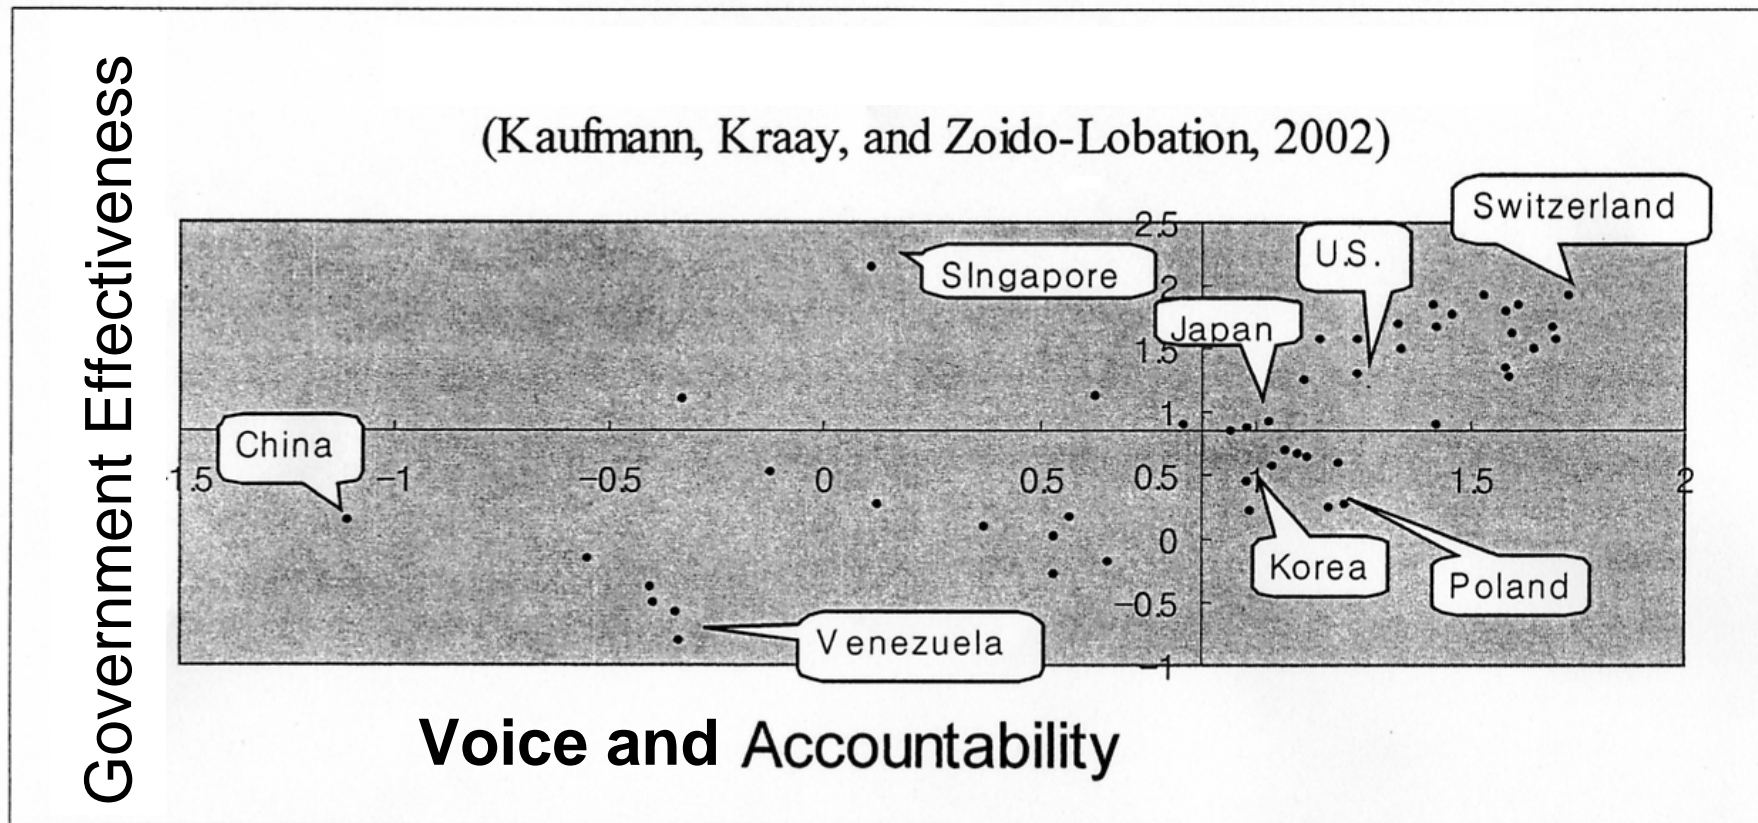 Government Effectiveness
(Kaufmann, Kraay, and Zoido-Lobation, 2002)
Switzerland
2.5
U.S.
SIngapore
2
Japan
1.5
1
China
1.5
−1
−0.5
0
0.5
0.5
1
1.5
2
0
Korea
Poland
−0.5
Venezuela
−1
Voice and Accountability